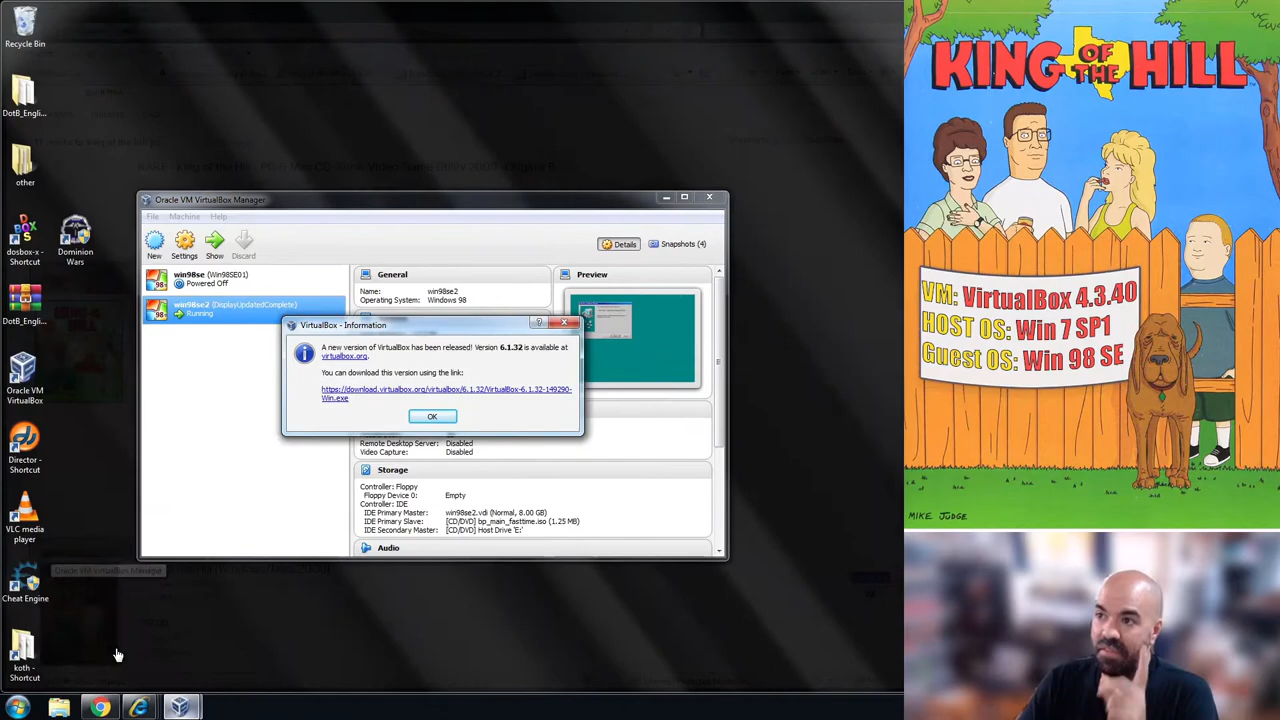 Recycle Bin
DotB_Engli...
other
dosbox-x -
Shortcut
Dominion
Wars
DotB_Engli...
Oracle VM
VirtualBox
Director -
Shortcut
VLC media
player
Cheat Engine
koth -
Shortcut
Oracle VM VirtualBox Manager
File Machine Help
New Settings Show Discard
Details Snapshots (4)
win98se (Win98SE01)
Powered Off
win98se2 (DisplayUpdatedComplete)
Running
General
Name: win98se2
Operating System: Windows 98
Preview
VirtualBox - Information
A new version of VirtualBox has been released! Version 6.1.32 is available at
virtualbox.org.
You can download this version using the link:
https://download.virtualbox.org/virtualbox/6.1.32/VirtualBox-6.1.32-149290-
Win.exe
OK
Remote Desktop Server: Disabled
Video Capture: Disabled
Storage
Controller: Floppy
Floppy Device 0: Empty
Controller: IDE
IDE Primary Master: win98se2.vdi (Normal, 8.00 GB)
IDE Primary Slave: [CD/DVD] bp_main_fasttime.iso (1.25 MB)
IDE Secondary Master: [CD/DVD] Host Drive 'E:'
Audio
Oracle VM VirtualBox Manager
KING OF THE HILL
VM: VirtualBox 4.3.40
HOST OS: Win 7 SP1
Guest OS: Win 98 SE
MIKE JUDGE